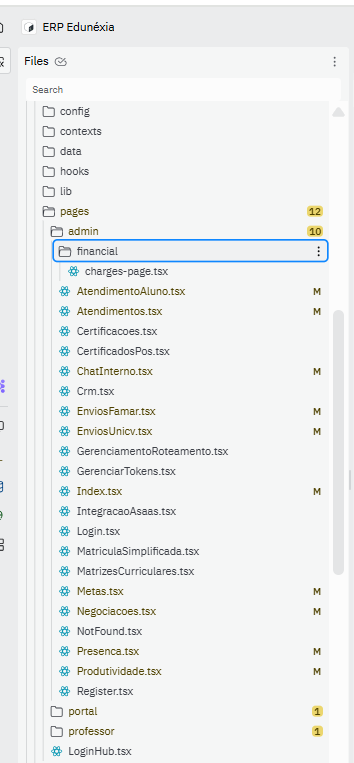 ERP Edunéxia
Files
Search
config
contexts
data
hooks
lib
pages 12
admin 10
financial
charges-page.tsx
AtendimentoAluno.tsx M
Atendimentos.tsx M
Certificacoes.tsx
CertificadosPos.tsx
ChatInterno.tsx M
Crm.tsx
EnviosFamar.tsx M
EnviosUnicv.tsx M
GerenciamentoRoteamento.tsx
GerenciarTokens.tsx
Index.tsx M
IntegracaoAsaas.tsx
Login.tsx
MatriculaSimplificada.tsx
MatrizesCurriculares.tsx
Metas.tsx M
Negociacoes.tsx M
NotFound.tsx
Presenca.tsx M
Produtividade.tsx M
Register.tsx
portal 1
professor 1
LoginHub.tsx